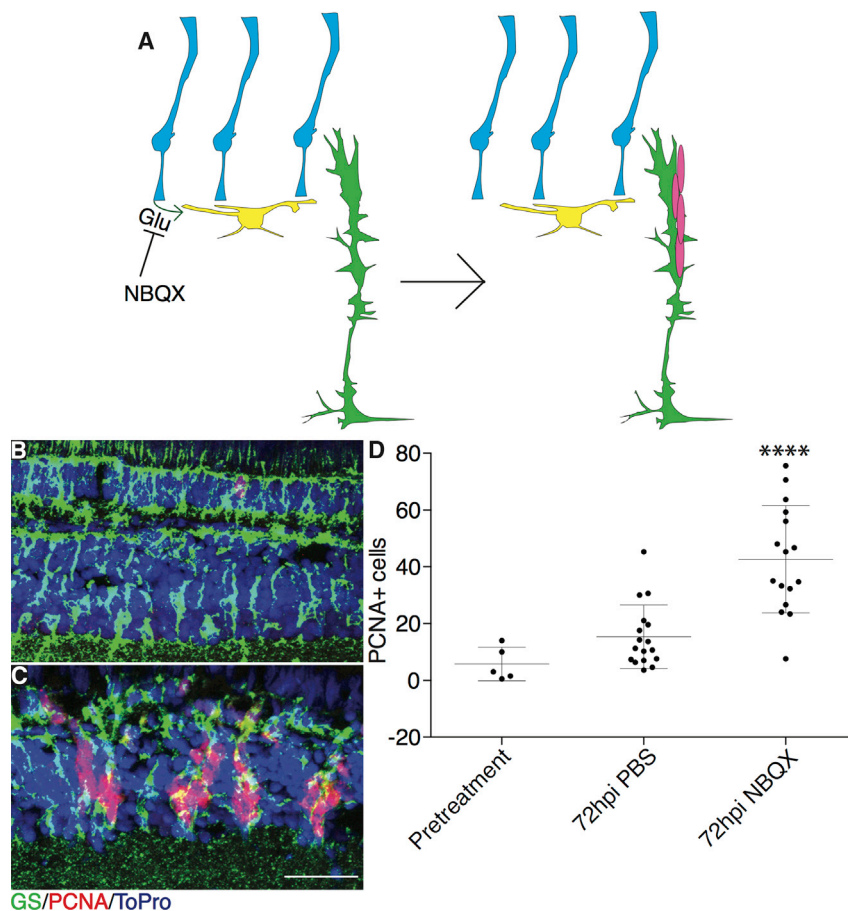 A
Glu
NBQX
B
C
GS/PCNA/ToPro
D
****
PCNA+ cells
80
60
40
20
0
-20
Pretreatment
72hpi PBS
72hpi NBQX